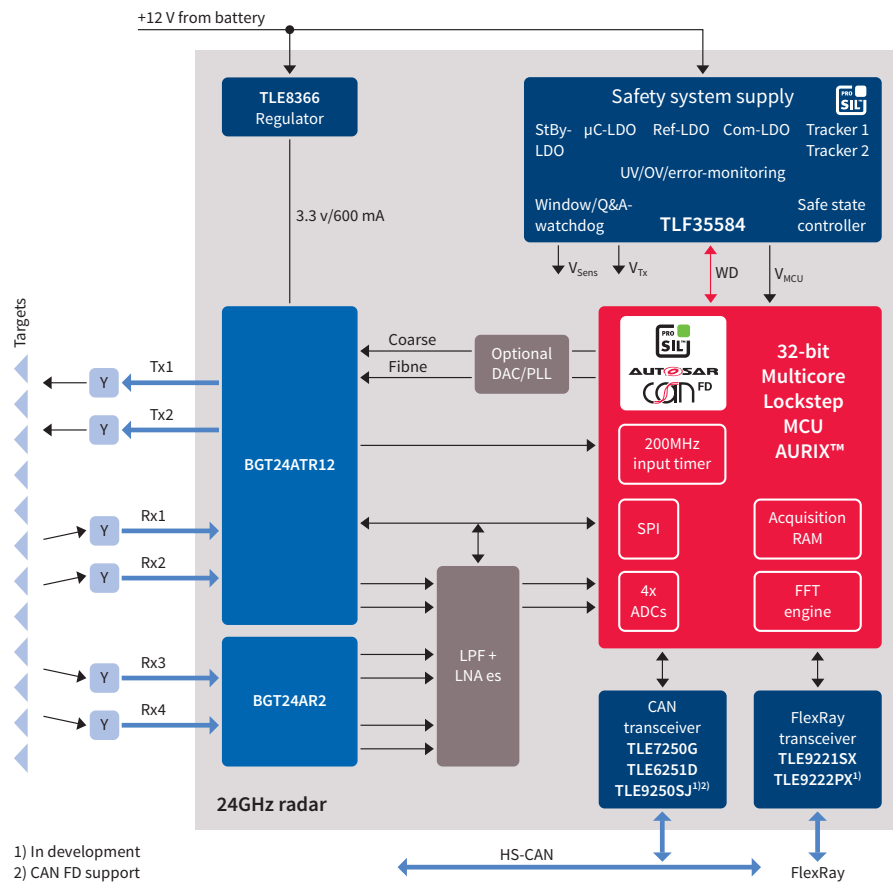 +12 V from battery
TLE8366
Regulator
Safety system supply
PRO
SIL™
StBy-
LDO
µC-LDO
Ref-LDO
Com-LDO
Tracker 1
Tracker 2
UV/OV/error-monitoring
Window/Q&A-
watchdog
TLF35584
Safe state
controller
3.3 v/600 mA
VSens
VTx
WD
VMCU
Targets
Coarse
Fibne
Optional
DAC/PLL
PRO
SIL™
AUTOSAR
CAN FD
32-bit
Multicore
Lockstep
MCU
AURIX™
Y
Tx1
Y
Tx2
BGT24ATR12
200MHz
input timer
Y
Rx1
Y
Rx2
SPI
Acquisition
RAM
4x
ADCs
FFT
engine
Y
Rx3
Y
Rx4
BGT24AR2
LPF +
LNA es
CAN
transceiver
TLE7250G
TLE6251D
TLE9250SJ1)2)
FlexRay
transceiver
TLE9221SX
TLE9222PX1)
24GHz radar
1) In development
2) CAN FD support
HS-CAN
FlexRay